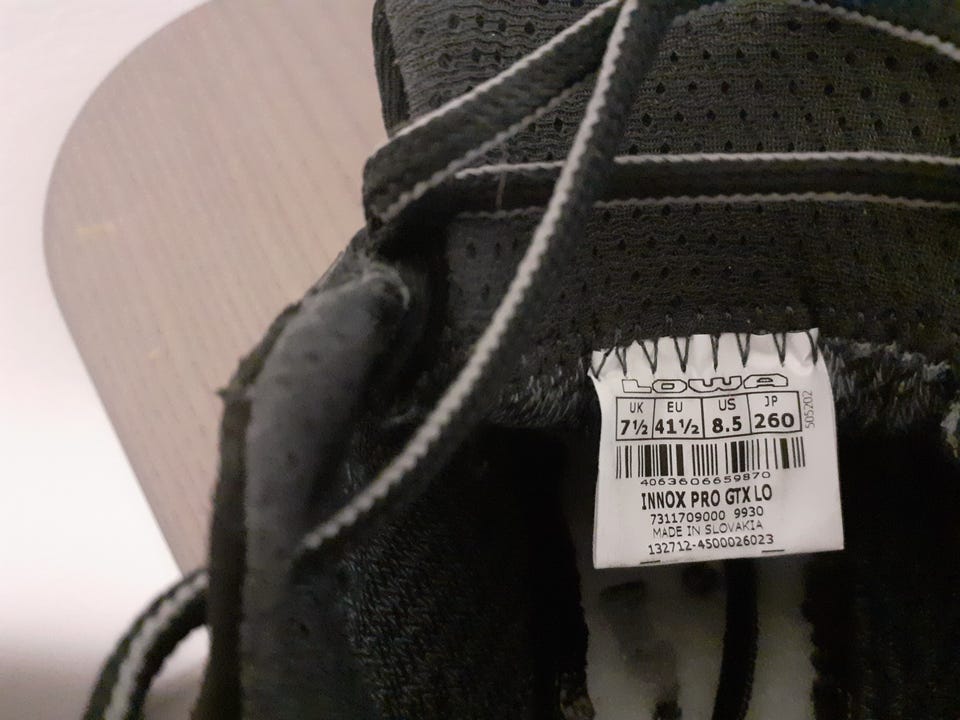 LOWA
UK EU US JP
7½ 41½ 8.5 260
505202
4063606659870
INNOX PRO GTX LO
7311709000 9930
MADE IN SLOVAKIA
132712-4500026023